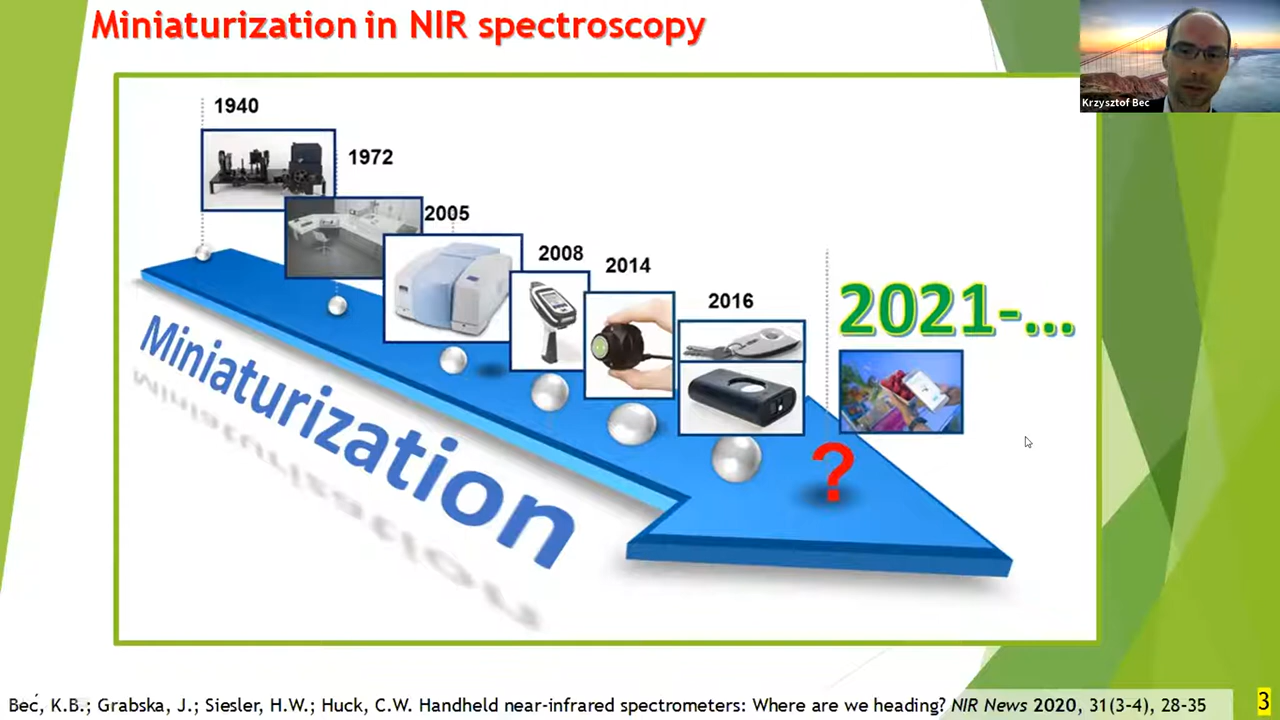 Miniaturization in NIR spectroscopy
Krzysztof Bec
1940
1972
2005
2008
2014
2016
2021-...
Miniaturization
?
Beć, K.B.; Grabska, J.; Siesler, H.W.; Huck, C.W. Handheld near-infrared spectrometers: Where are we heading? NIR News 2020, 31(3-4), 28-35
3